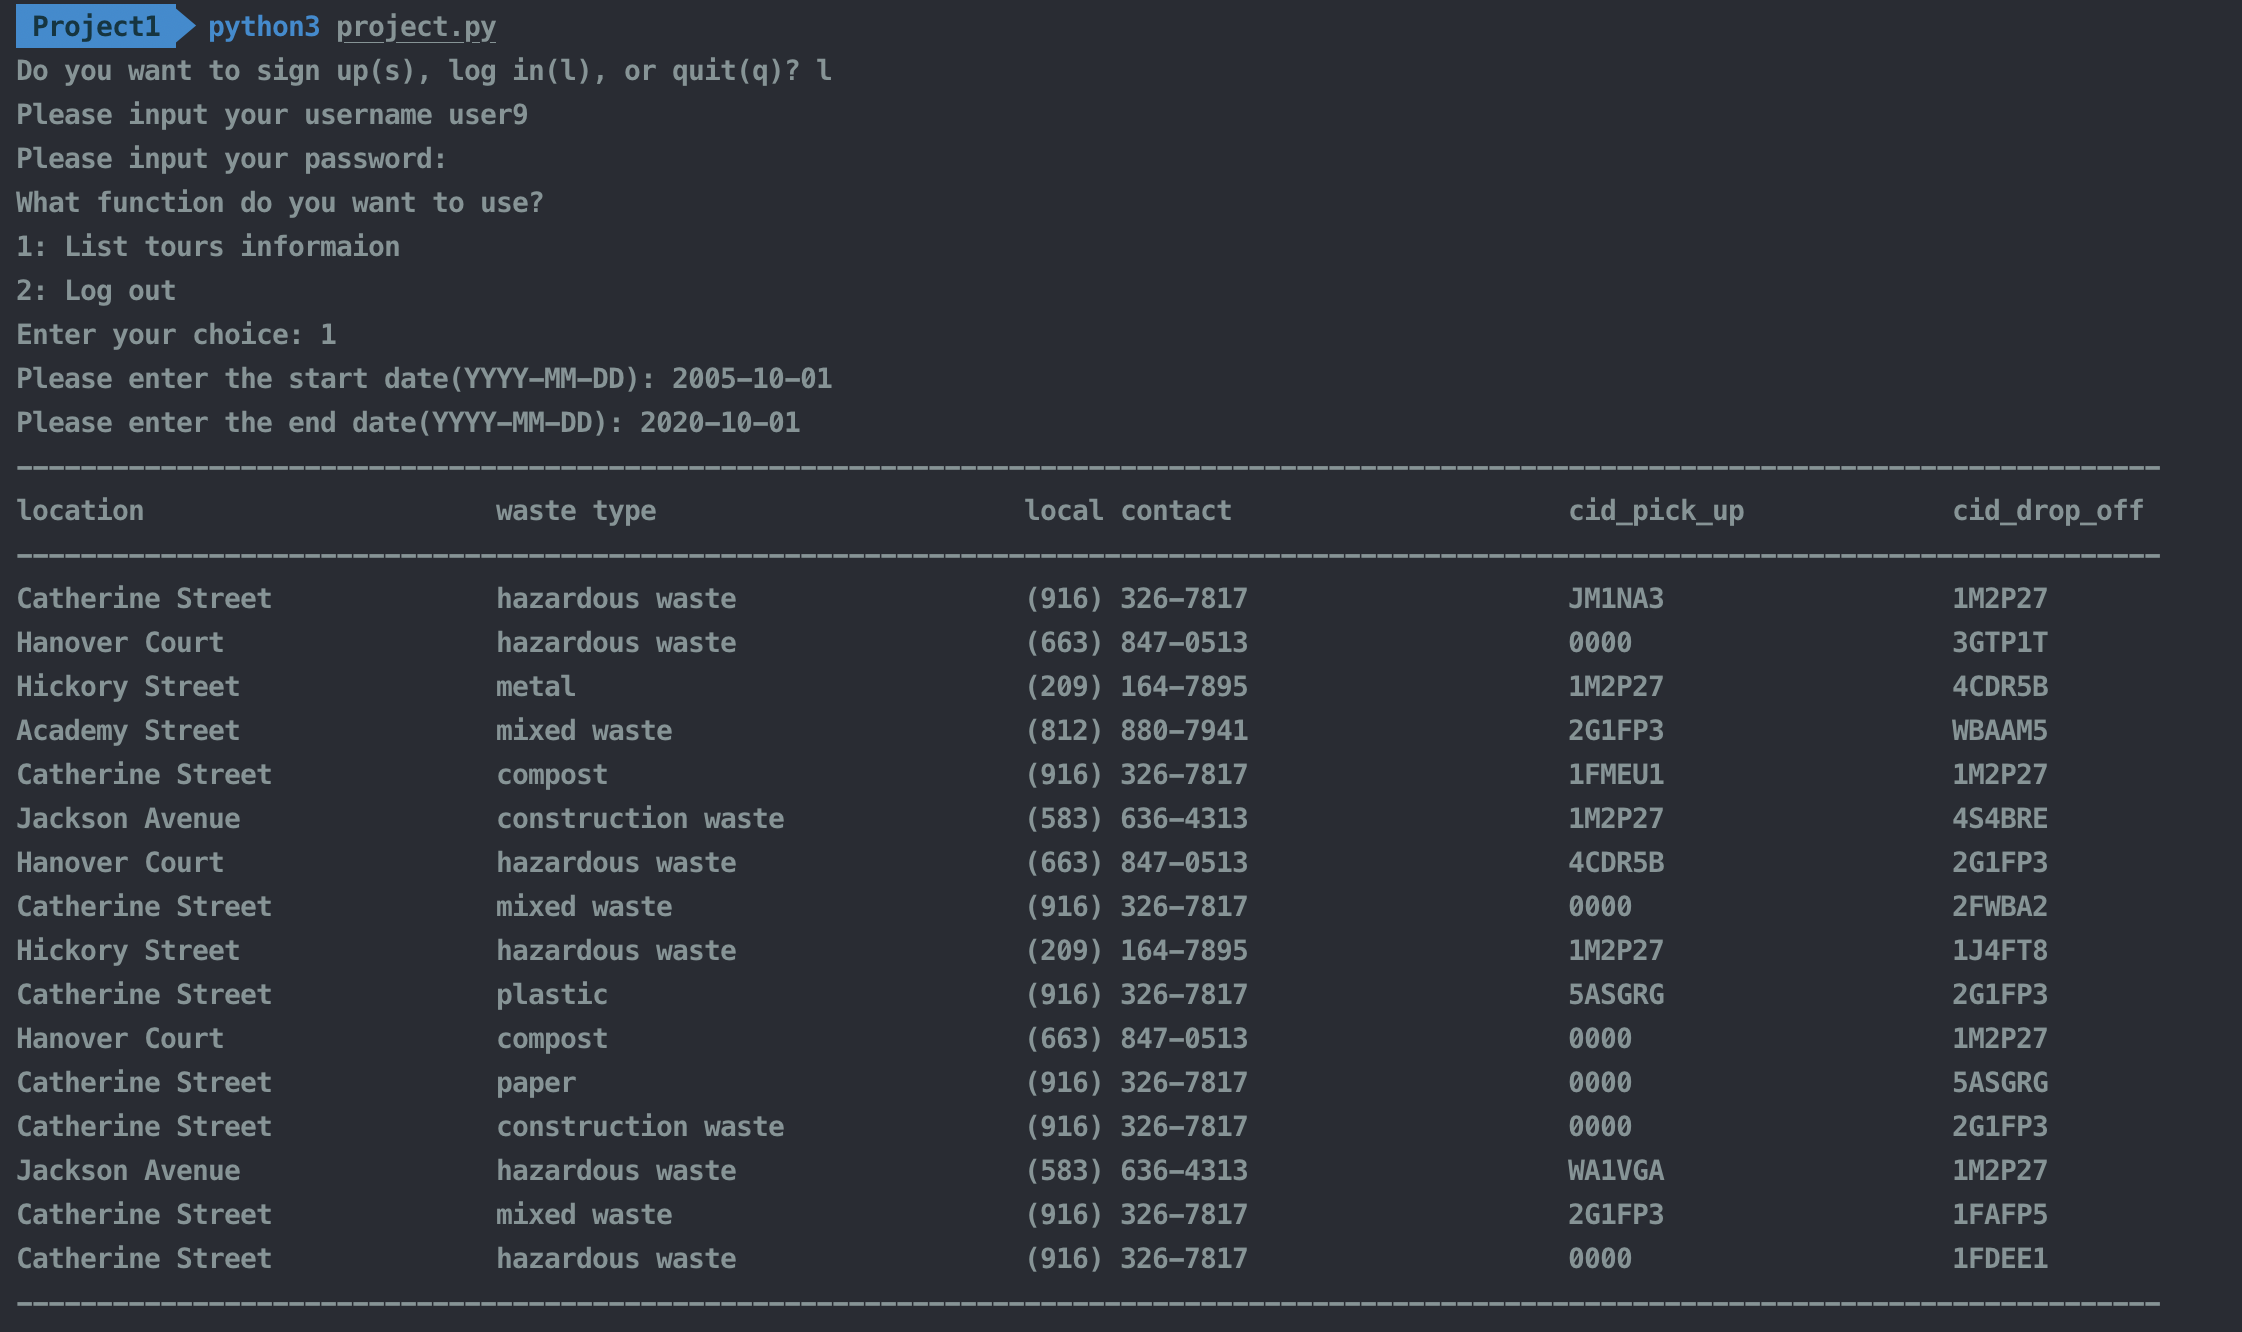 Project1 python3 project.py
Do you want to sign up(s), log in(l), or quit(q)? l
Please input your username user9
Please input your password:
What function do you want to use?
1: List tours informaion
2: Log out
Enter your choice: 1
Please enter the start date(YYYY-MM-DD): 2005-10-01
Please enter the end date(YYYY-MM-DD): 2020-10-01
--------------------------------------------------------------------------------------------------------------------------------------
location waste type local contact cid_pick_up cid_drop_off
--------------------------------------------------------------------------------------------------------------------------------------
Catherine Street hazardous waste (916) 326-7817 JM1NA3 1M2P27
Hanover Court hazardous waste (663) 847-0513 0000 3GTP1T
Hickory Street metal (209) 164-7895 1M2P27 4CDR5B
Academy Street mixed waste (812) 880-7941 2G1FP3 WBAAM5
Catherine Street compost (916) 326-7817 1FMEU1 1M2P27
Jackson Avenue construction waste (583) 636-4313 1M2P27 4S4BRE
Hanover Court hazardous waste (663) 847-0513 4CDR5B 2G1FP3
Catherine Street mixed waste (916) 326-7817 0000 2FWBA2
Hickory Street hazardous waste (209) 164-7895 1M2P27 1J4FT8
Catherine Street plastic (916) 326-7817 5ASGRG 2G1FP3
Hanover Court compost (663) 847-0513 0000 1M2P27
Catherine Street paper (916) 326-7817 0000 5ASGRG
Catherine Street construction waste (916) 326-7817 0000 2G1FP3
Jackson Avenue hazardous waste (583) 636-4313 WA1VGA 1M2P27
Catherine Street mixed waste (916) 326-7817 2G1FP3 1FAFP5
Catherine Street hazardous waste (916) 326-7817 0000 1FDEE1
--------------------------------------------------------------------------------------------------------------------------------------